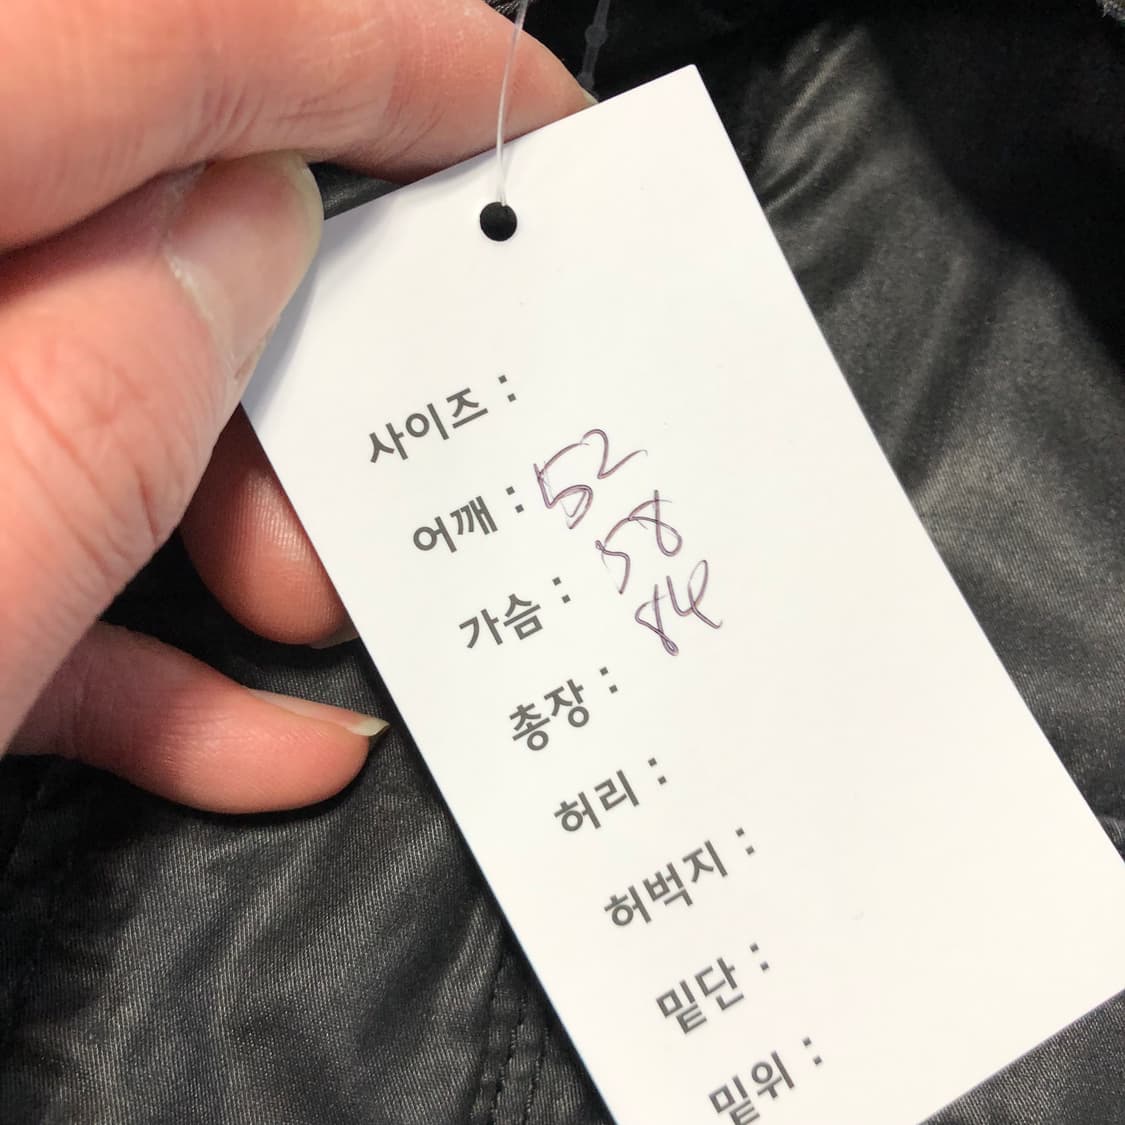 사이즈 :
어깨 : 52
가슴 : 58
총장 : 84
허리 :
허벅지 :
밑단 :
밑위 :